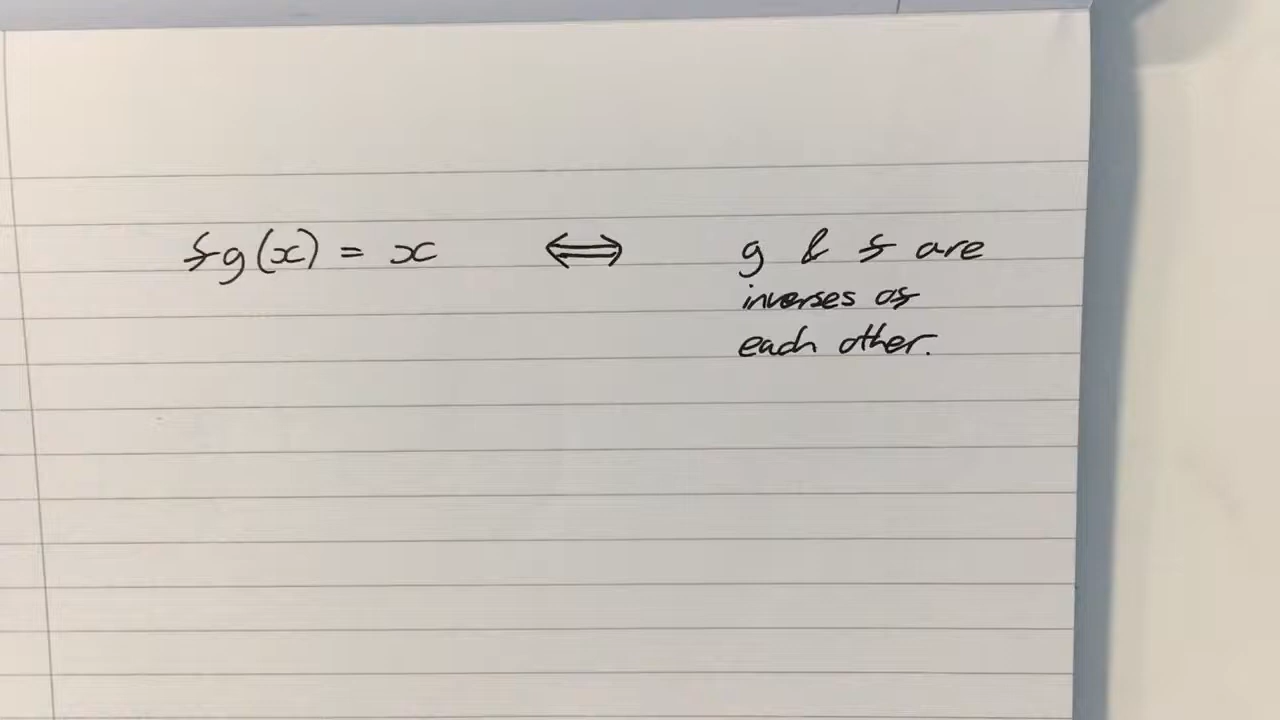 fg(x) = x ⟺ g & f are
inverses of
each other.